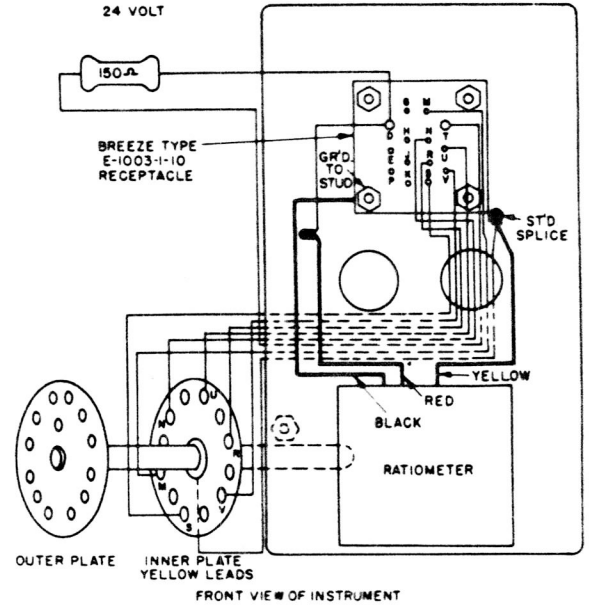 24 VOLT
150Ω
BREEZE TYPE
E-1003-1-10
RECEPTACLE
GR'D.
TO
STUD
B M
D H N T
E J R U
P K S V
ST'D
SPLICE
YELLOW
RED
BLACK
RATIOMETER
U
N
R
M
V
S
OUTER PLATE
INNER PLATE
YELLOW LEADS
FRONT VIEW OF INSTRUMENT